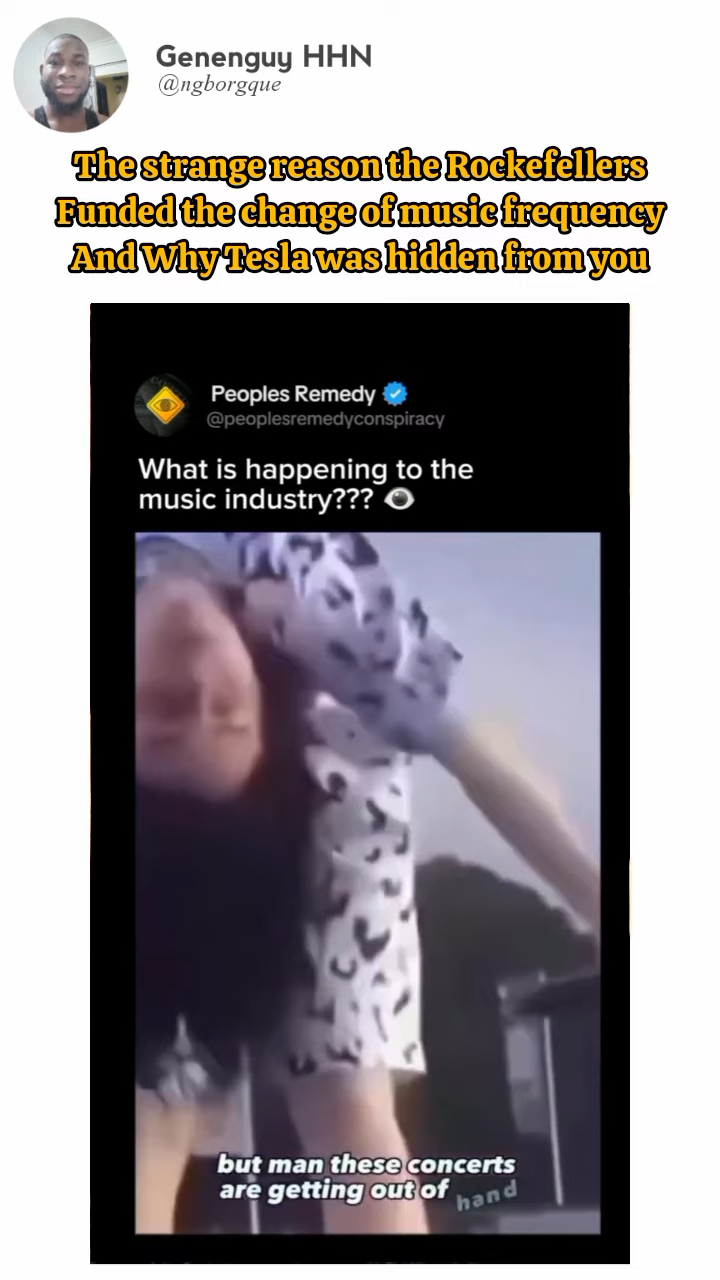 Genenguy HHN
@ngborgque
The strange reason the Rockefellers
Funded the change of music frequency
And Why Tesla was hidden from you
Peoples Remedy
@peoplesremedyconspiracy
What is happening to the
music industry??? 👁
but man these concerts
are getting out of hand